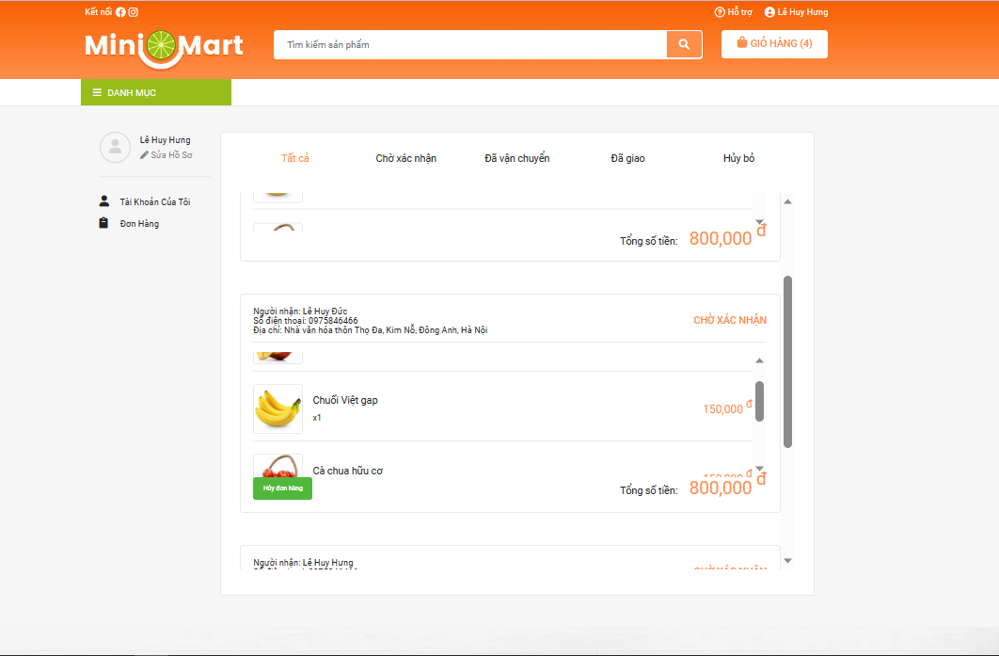 Kết nối
Hỗ trợ
Lê Huy Hưng
Mini Mart
Tìm kiếm sản phẩm
GIỎ HÀNG (4)
DANH MỤC
Lê Huy Hưng
Sửa Hồ Sơ
Tài Khoản Của Tôi
Đơn Hàng
Tất cả
Chờ xác nhận
Đã vận chuyển
Đã giao
Hủy bỏ
Tổng số tiền: 800,000 đ
Người nhận: Lê Huy Đức
Số điện thoại: 0975846466
Địa chỉ: Nhà văn hóa thôn Thọ Đa, Kim Nỗ, Đông Anh, Hà Nội
CHỜ XÁC NHẬN
Chuối Việt gap
x1
150,000 đ
Cà chua hữu cơ
150,000 đ
Hủy đơn hàng
Tổng số tiền: 800,000 đ
Người nhận: Lê Huy Hưng
CHỜ XÁC NHẬN